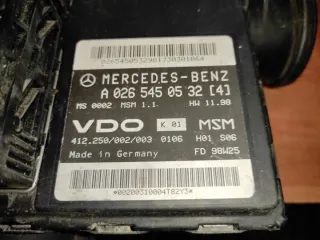 MERCEDES-BENZ
A 026 545 05 32 [4]
MS 0002 MSM 1.1 HW 11.98
VDO K 01 MSM
412.250/002/003 0106 H01 S06
Made in Germany FD 98W25